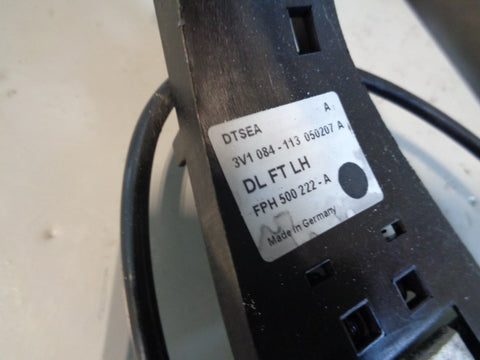 DTSEA A
3V1 084-113 050207 A
DL FT LH
FPH 500 222-A
Made in Germany